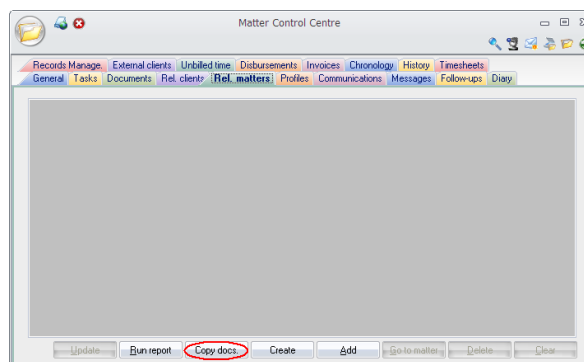 Matter Control Centre
Records Manage. External clients Unbilled time Disbursements Invoices Chronology History Timesheets
General Tasks Documents Rel. clients Rel. matters Profiles Communications Messages Follow-ups Diary
Update Run report Copy docs. Create Add Go to matter Delete Clear